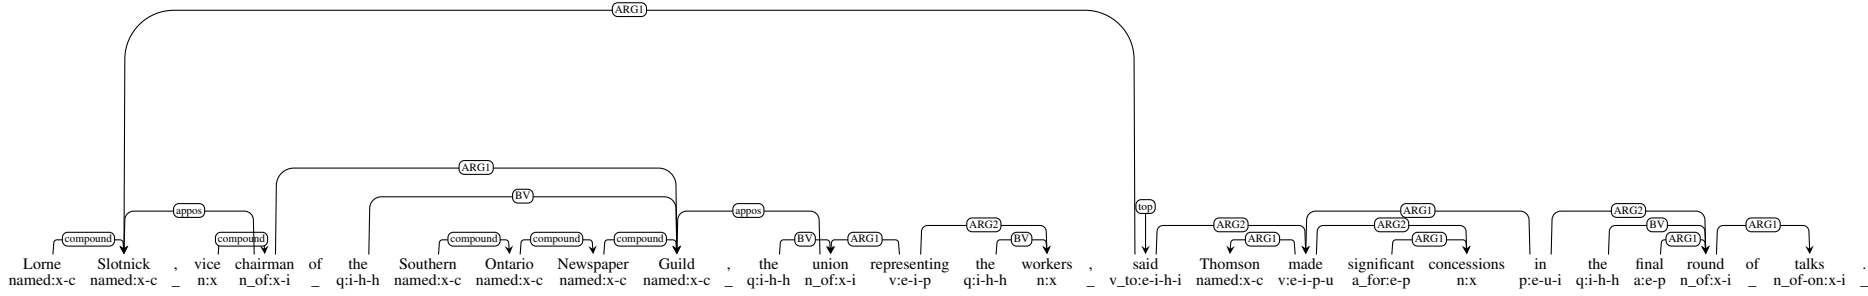 ARG1
ARG1
BV
appos appos top ARG1
ARG2 ARG2 ARG2 ARG2 ARG1
compound compound compound compound compound BV ARG1 BV ARG1 ARG1 BV ARG1
Lorne Slotnick , vice chairman of the Southern Ontario Newspaper Guild , the union representing the workers , said Thomson made significant concessions in the final round of talks .
named:x-c named:x-c _ n:x n_of:x-i _ q:i-h-h named:x-c named:x-c named:x-c named:x-c _ q:i-h-h n_of:x-i v:e-i-p q:i-h-h n:x _ v_to:e-i-h-i named:x-c v:e-i-p-u a_for:e-p n:x p:e-u-i q:i-h-h a:e-p n_of:x-i _ n_of-on:x-i _